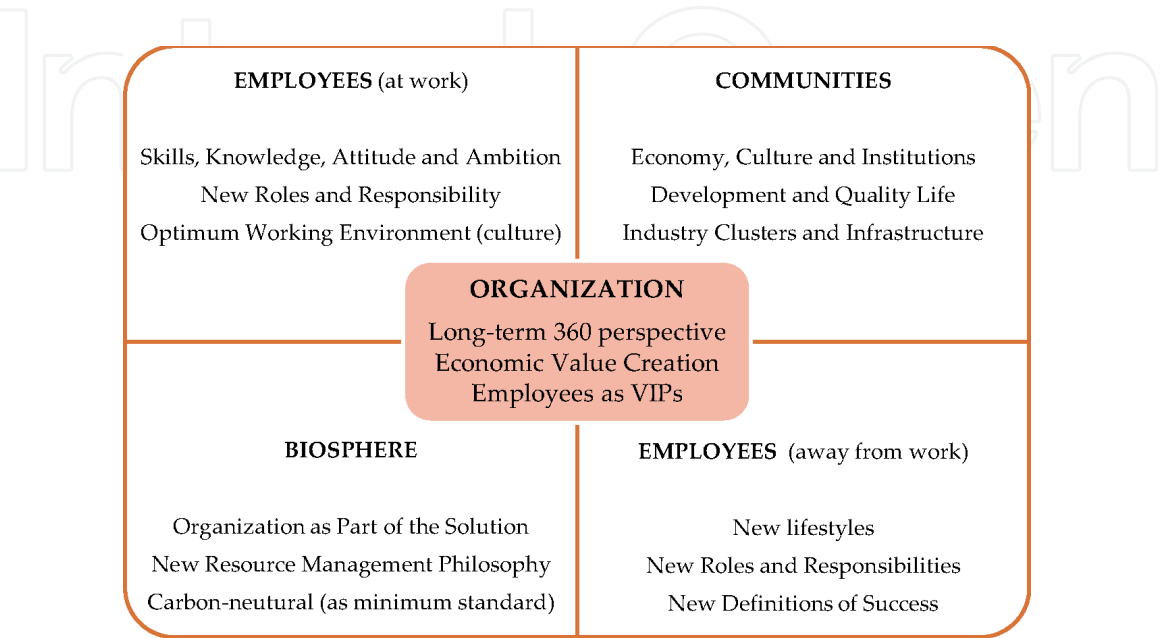 EMPLOYEES (at work)
Skills, Knowledge, Attitude and Ambition
New Roles and Responsibility
Optimum Working Environment (culture)
COMMUNITIES
Economy, Culture and Institutions
Development and Quality Life
Industry Clusters and Infrastructure
ORGANIZATION
Long-term 360 perspective
Economic Value Creation
Employees as VIPs
BIOSPHERE
Organization as Part of the Solution
New Resource Management Philosophy
Carbon-neutural (as minimum standard)
EMPLOYEES (away from work)
New lifestyles
New Roles and Responsibilities
New Definitions of Success